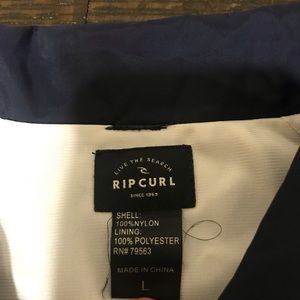 LIVE THE SEARCH
RIP CURL
SINCE 1969
SHELL:
100%NYLON
LINING:
100% POLYESTER
RN# 79563
MADE IN CHINA
L